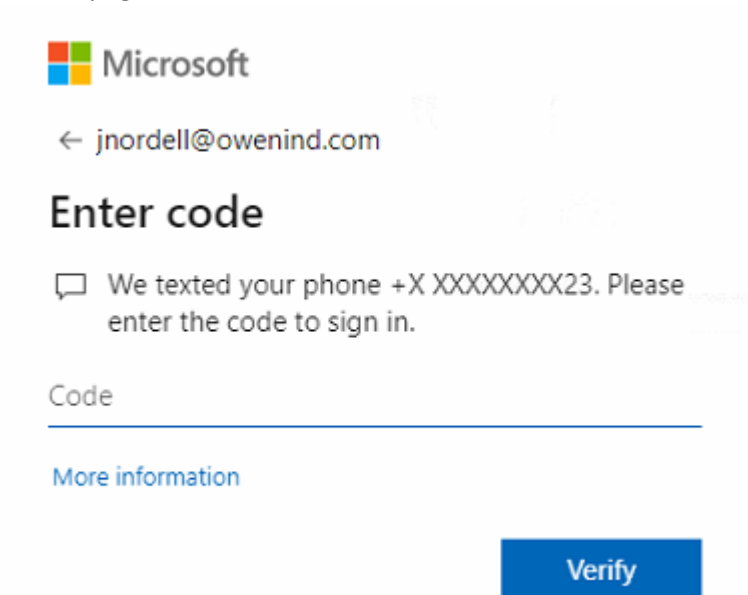 Microsoft
← jnordell@owenind.com
Enter code
We texted your phone +X XXXXXXXX23. Please
enter the code to sign in.
Code
More information
Verify